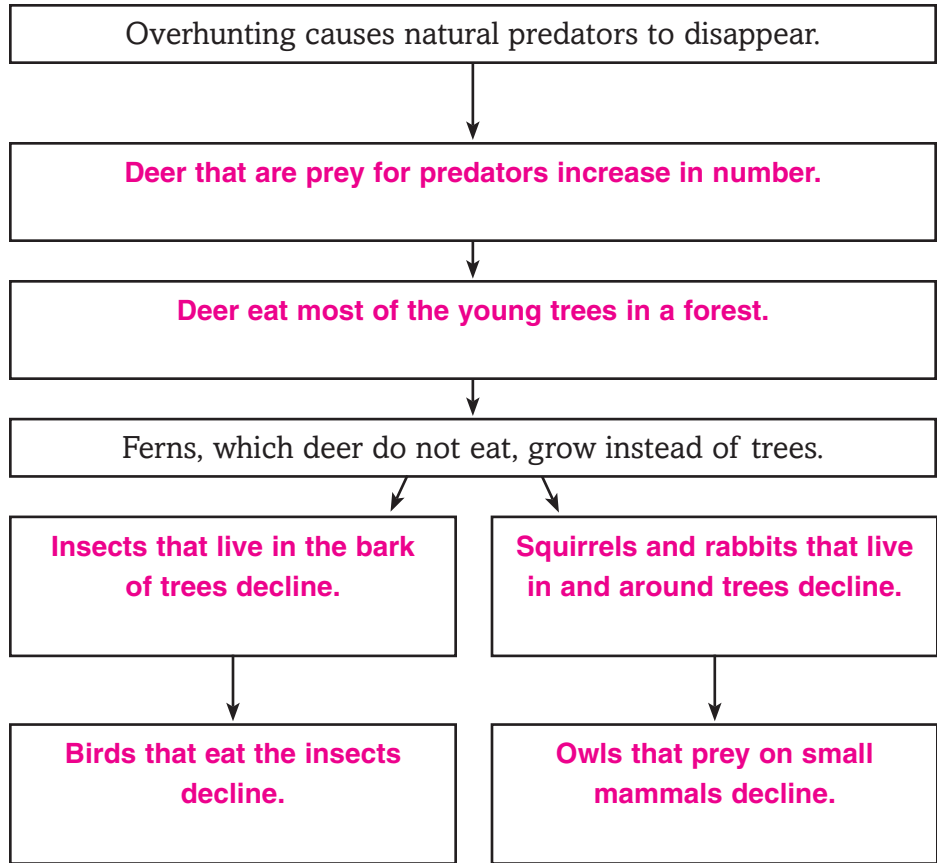 Overhunting causes natural predators to disappear.
Deer that are prey for predators increase in number.
Deer eat most of the young trees in a forest.
Ferns, which deer do not eat, grow instead of trees.
Insects that live in the bark
of trees decline.
Squirrels and rabbits that live
in and around trees decline.
Birds that eat the insects
decline.
Owls that prey on small
mammals decline.